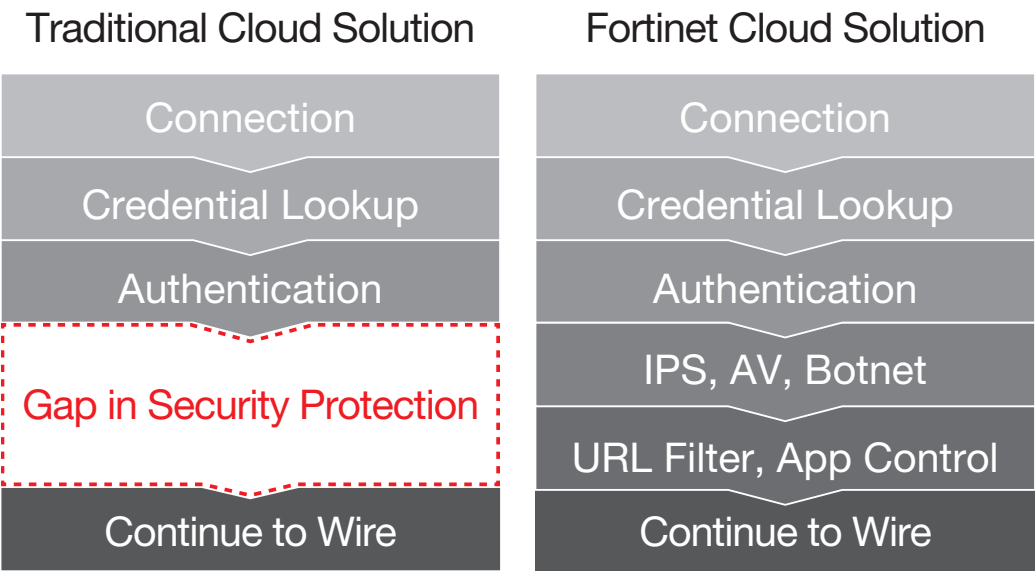 Traditional Cloud Solution
Connection
Credential Lookup
Authentication
Gap in Security Protection
Continue to Wire
Fortinet Cloud Solution
Connection
Credential Lookup
Authentication
IPS, AV, Botnet
URL Filter, App Control
Continue to Wire